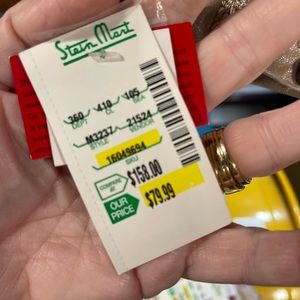 Stein Mart
360 410 105
DEPT CL SEA
M3237 21524
STYLE VENDOR
16049694
SKU
COMPARE AT $158.00
OUR PRICE $79.99